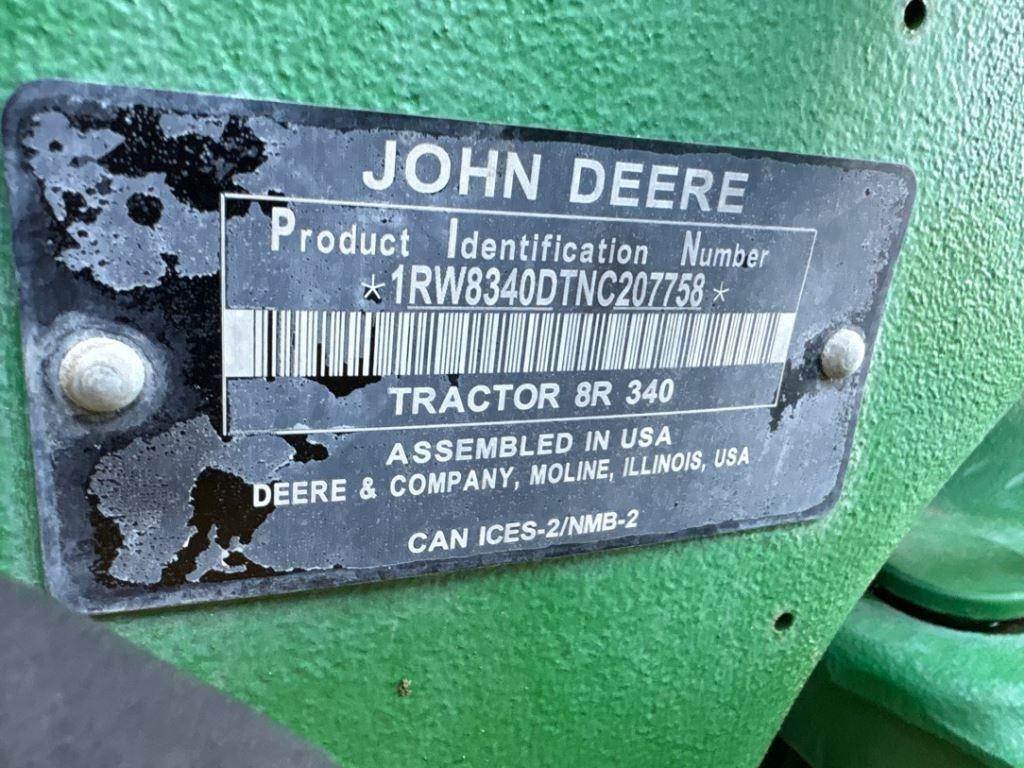 JOHN DEERE
Product Identification Number
*1RW8340DTNC207758*
TRACTOR 8R 340
ASSEMBLED IN USA
DEERE & COMPANY, MOLINE, ILLINOIS, USA
CAN ICES-2/NMB-2